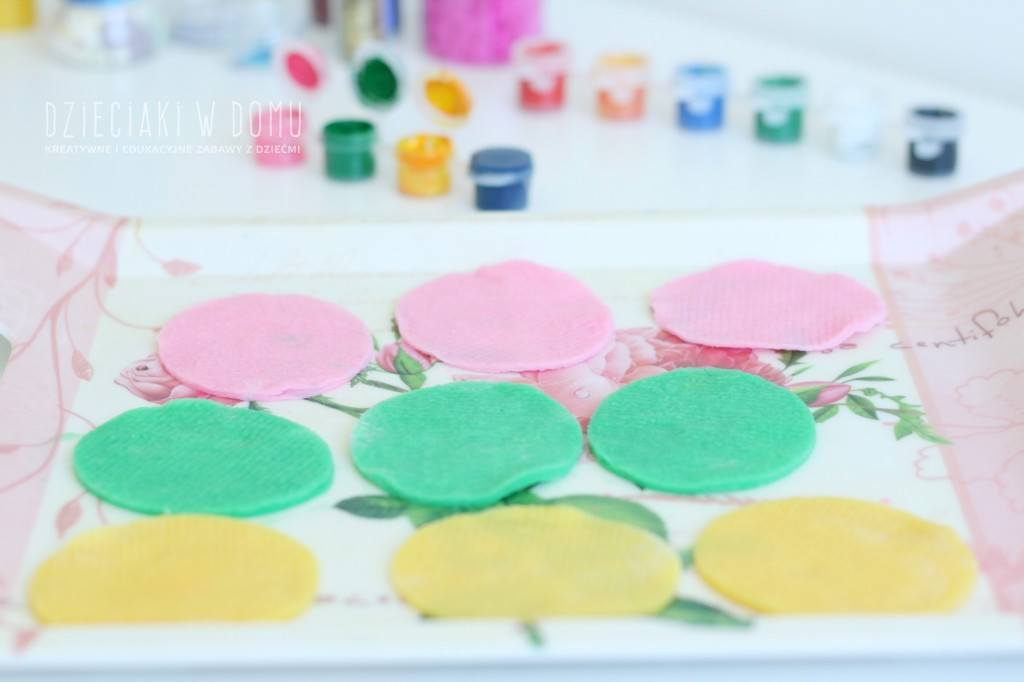 DZIECIAKI W DOMU
KREATYWNE I EDUKACYJNE ZABAWY Z DZIEĆMI